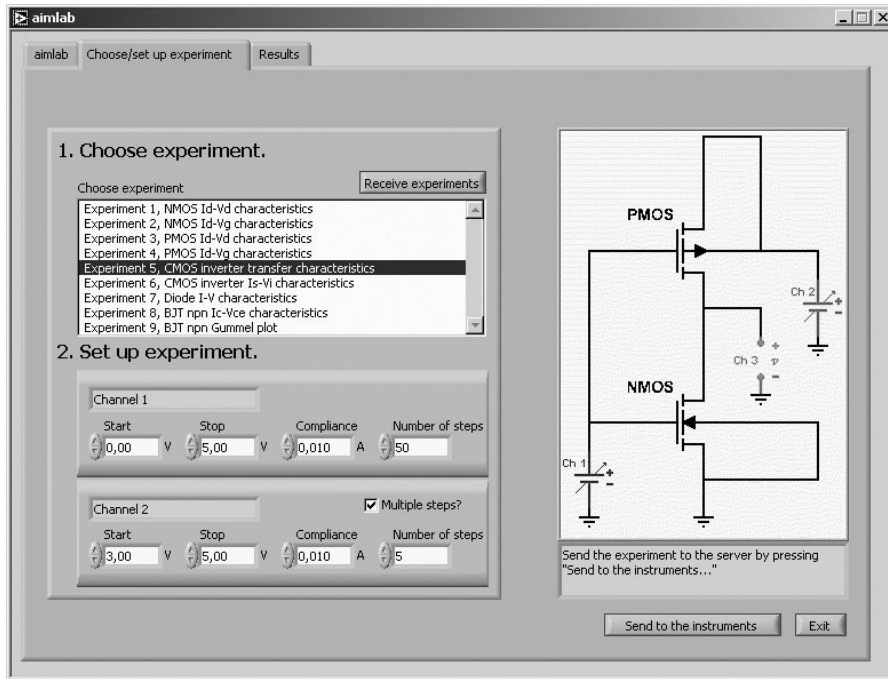 aimlab
aimlab Choose/set up experiment Results
1. Choose experiment.
Choose experiment Receive experiments
Experiment 1, NMOS Id-Vd characteristics
Experiment 2, NMOS Id-Vg characteristics
Experiment 3, PMOS Id-Vd characteristics
Experiment 4, PMOS Id-Vg characteristics
Experiment 5, CMOS inverter transfer characteristics
Experiment 6, CMOS inverter Is-Vi characteristics
Experiment 7, Diode I-V characteristics
Experiment 8, BJT npn Ic-Vce characteristics
Experiment 9, BJT npn Gummel plot
2. Set up experiment.
Channel 1
Start Stop Compliance Number of steps
0,00 V 5,00 V 0,010 A 50
Channel 2 Multiple steps?
Start Stop Compliance Number of steps
3,00 V 5,00 V 0,010 A 5
PMOS
Ch 2 +
-
+
Ch 3 v
-
NMOS
Ch 1 +
-
Send the experiment to the server by pressing
"Send to the instruments..."
Send to the instruments Exit